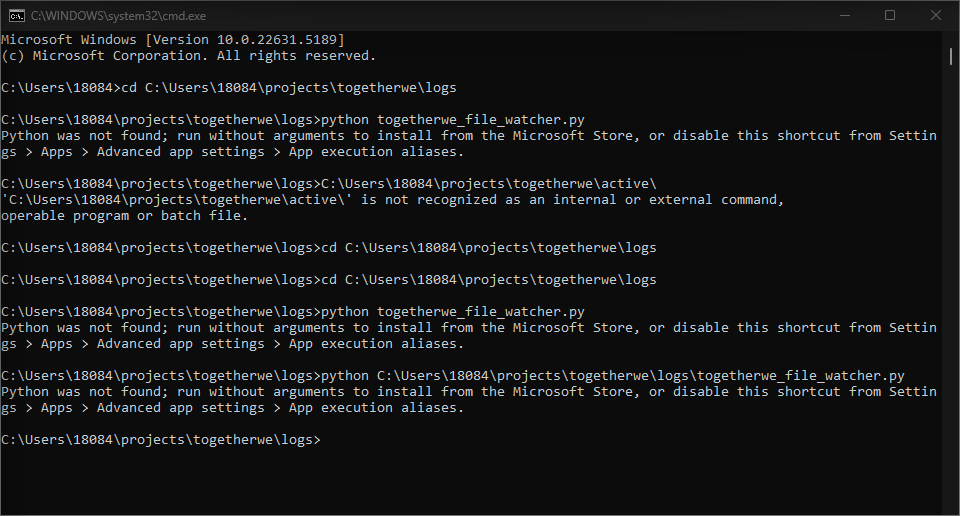 C:\WINDOWS\system32\cmd.exe
Microsoft Windows [Version 10.0.22631.5189]
(c) Microsoft Corporation. All rights reserved.
C:\Users\18084>cd C:\Users\18084\projects\togetherwe\logs
C:\Users\18084\projects\togetherwe\logs>python togetherwe_file_watcher.py
Python was not found; run without arguments to install from the Microsoft Store, or disable this shortcut from Settin
gs > Apps > Advanced app settings > App execution aliases.
C:\Users\18084\projects\togetherwe\logs>C:\Users\18084\projects\togetherwe\active\
'C:\Users\18084\projects\togetherwe\active\' is not recognized as an internal or external command,
operable program or batch file.
C:\Users\18084\projects\togetherwe\logs>cd C:\Users\18084\projects\togetherwe\logs
C:\Users\18084\projects\togetherwe\logs>cd C:\Users\18084\projects\togetherwe\logs
C:\Users\18084\projects\togetherwe\logs>python togetherwe_file_watcher.py
Python was not found; run without arguments to install from the Microsoft Store, or disable this shortcut from Settin
gs > Apps > Advanced app settings > App execution aliases.
C:\Users\18084\projects\togetherwe\logs>python C:\Users\18084\projects\togetherwe\logs\togetherwe_file_watcher.py
Python was not found; run without arguments to install from the Microsoft Store, or disable this shortcut from Settin
gs > Apps > Advanced app settings > App execution aliases.
C:\Users\18084\projects\togetherwe\logs>